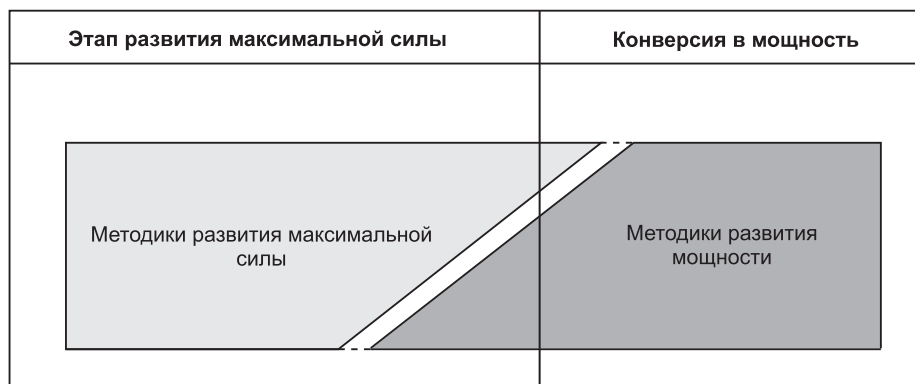 Этап развития максимальной силы
Конверсия в мощность
Методики развития максимальной
силы
Методики развития
мощности